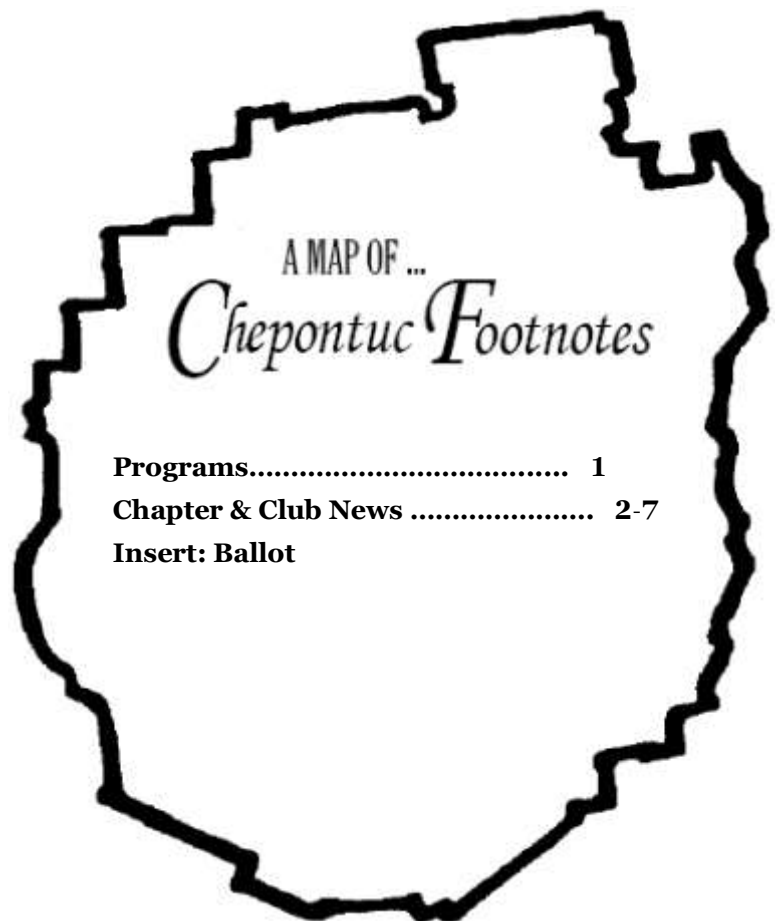 A MAP OF ...
Chepontuc Footnotes
Programs....................................... 1
Chapter & Club News ...................... 2-7
Insert: Ballot